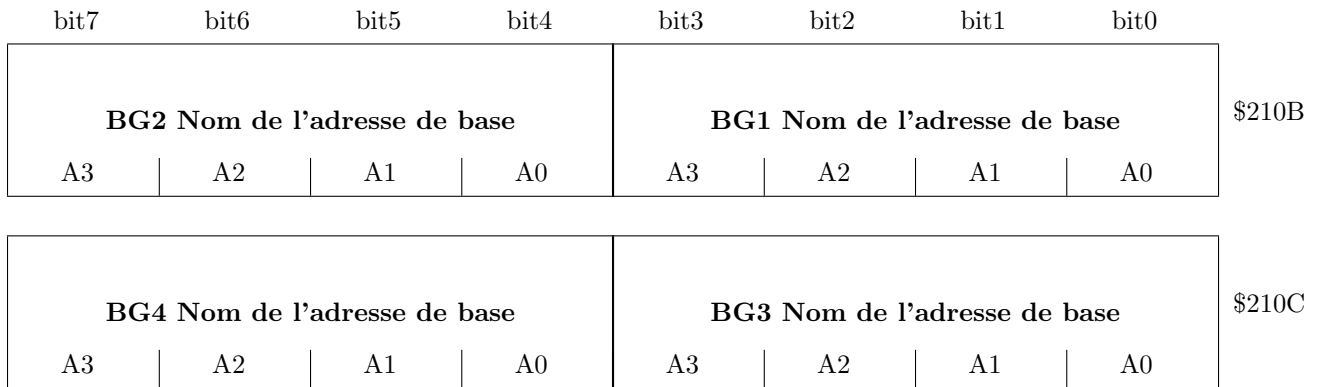 bit7 bit6 bit5 bit4 bit3 bit2 bit1 bit0
BG2 Nom de l'adresse de base BG1 Nom de l'adresse de base $210B
A3 A2 A1 A0 A3 A2 A1 A0
BG4 Nom de l'adresse de base BG3 Nom de l'adresse de base $210C
A3 A2 A1 A0 A3 A2 A1 A0